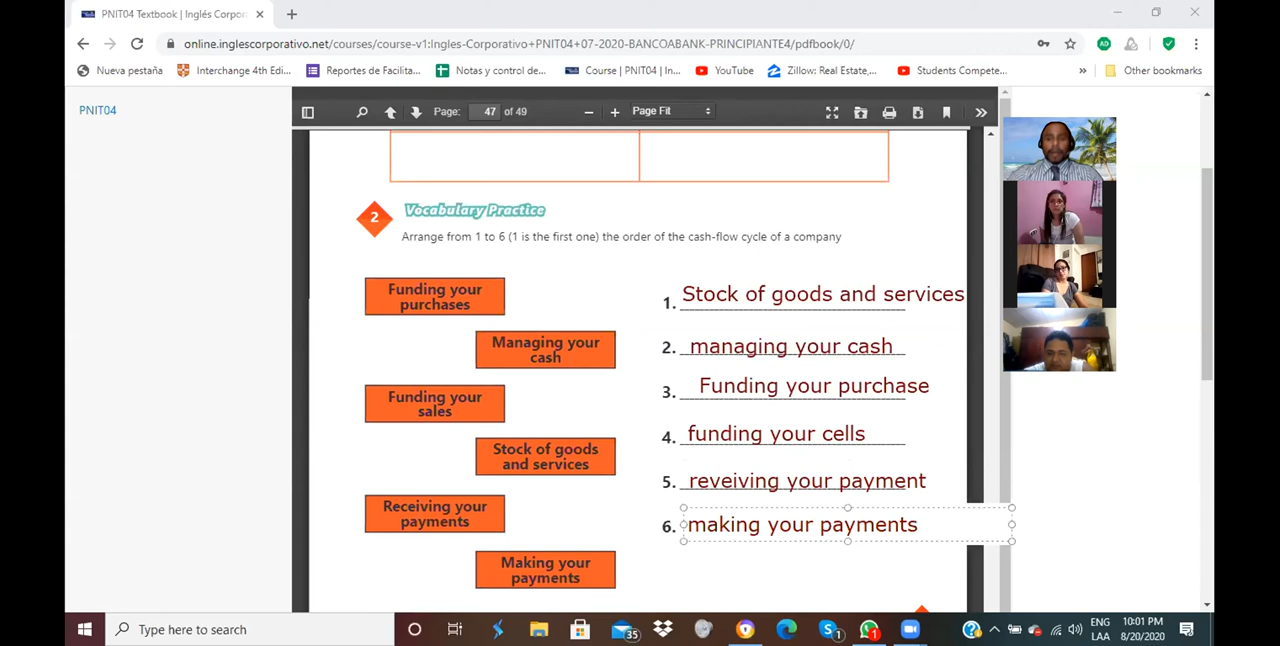 PNIT04 Textbook | Inglés Corpor
online.inglescorporativo.net/courses/course-v1:Ingles-Corporativo+PNIT04+07-2020-BANCOABANK-PRINCIPIANTE4/pdfbook/0/
Nueva pestaña
Interchange 4th Edi...
Reportes de Facilita...
Notas y control de...
Course | PNIT04 | In...
YouTube
Zillow: Real Estate,...
Students Compete...
»
Other bookmarks
PNIT04
Page: 47 of 49
Page Fit
2
Vocabulary Practice
Arrange from 1 to 6 (1 is the first one) the order of the cash-flow cycle of a company
Funding your
purchases
Managing your
cash
Funding your
sales
Stock of goods
and services
Receiving your
payments
Making your
payments
1. Stock of goods and services
2. managing your cash
3. Funding your purchase
4. funding your cells
5. reveiving your payment
6. making your payments
Type here to search
35
1
1
ENG
LAA
10:01 PM
8/20/2020